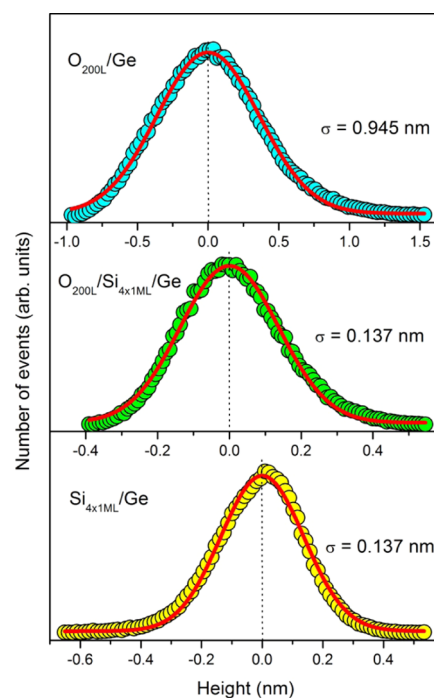 O₂₀₀L/Ge
σ = 0.945 nm
-1.0 -0.5 0.0 0.5 1.0 1.5
O₂₀₀L/Si₄ₓ₁ML/Ge
σ = 0.137 nm
-0.4 -0.2 0.0 0.2 0.4
Si₄ₓ₁ML/Ge
σ = 0.137 nm
-0.6 -0.4 -0.2 0.0 0.2 0.4
Height (nm)
Number of events (arb. units)